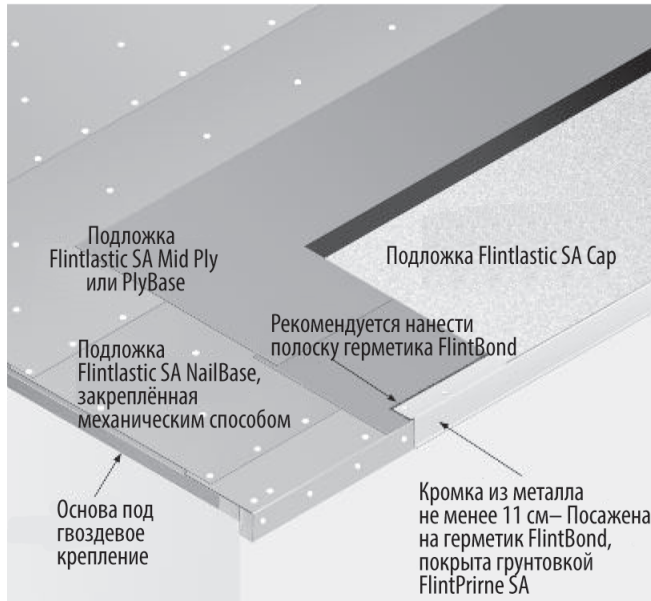 Подложка
Flintlastic SA Mid Ply
или PlyBase
Подложка Flintlastic SA Cap
Рекомендуется нанести
полоску герметика FlintBond
Подложка
Flintlastic SA NailBase,
закреплённая
механическим способом
Основа под
гвоздевое
крепление
Кромка из металла
не менее 11 см– Посажена
на герметик FlintBond,
покрыта грунтовкой
FlintPrirne SA